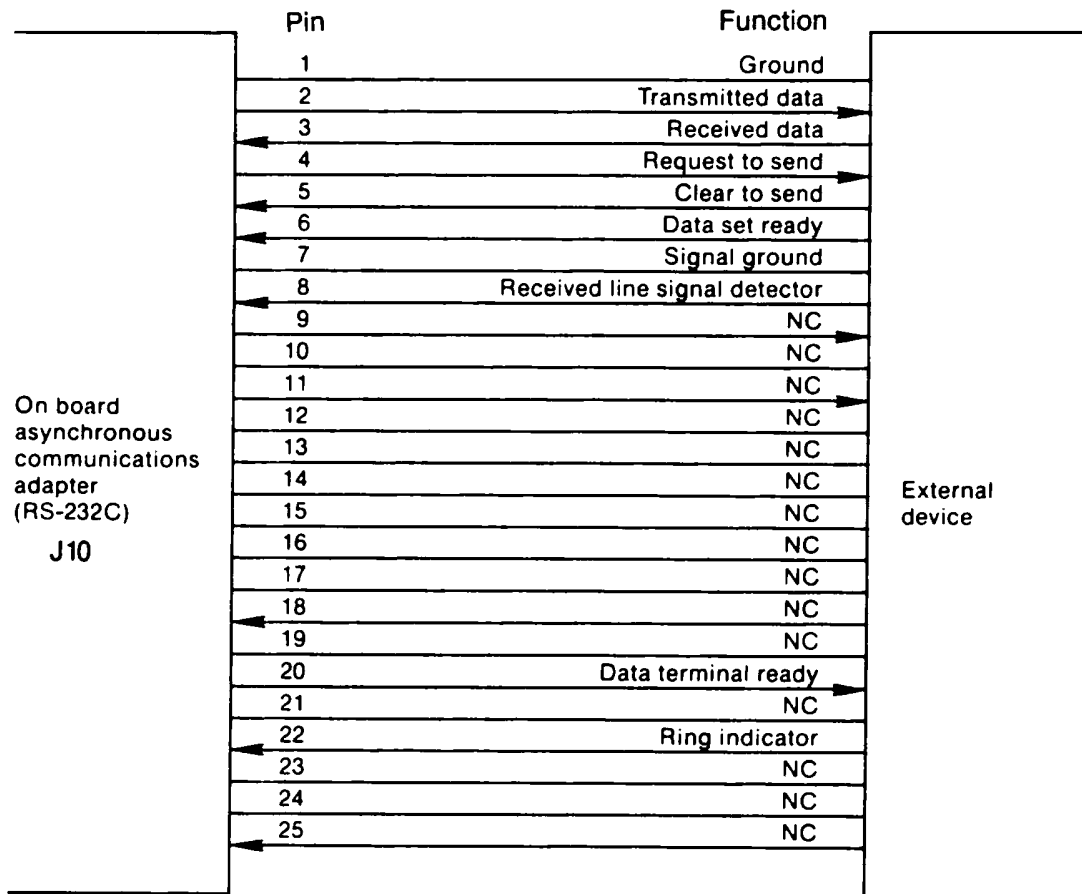 Pin Function
1 Ground
2 Transmitted data
3 Received data
4 Request to send
5 Clear to send
6 Data set ready
7 Signal ground
8 Received line signal detector
9 NC
10 NC
11 NC
12 NC
13 NC
14 NC
15 NC
16 NC
17 NC
18 NC
19 NC
20 Data terminal ready
21 NC
22 Ring indicator
23 NC
24 NC
25 NC
On board
asynchronous
communications
adapter
(RS-232C)
J10
External
device